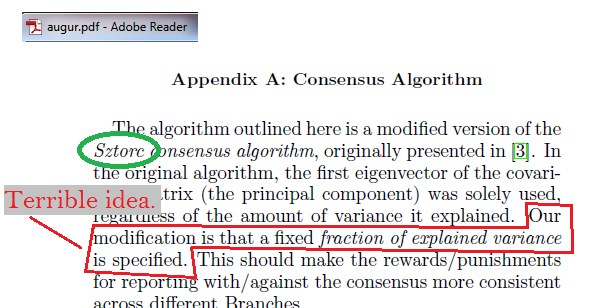 augur.pdf - Adobe Reader
Appendix A: Consensus Algorithm
The algorithm outlined here is a modified version of the
Sztorc consensus algorithm, originally presented in [3]. In
the original algorithm, the first eigenvector of the covari-
Terrible idea.
trix (the principal component) was solely used,
regardless of the amount of variance it explained. Our
modification is that a fixed fraction of explained variance
is specified. This should make the rewards/punishments
for reporting with/against the consensus more consistent
across different Branches.